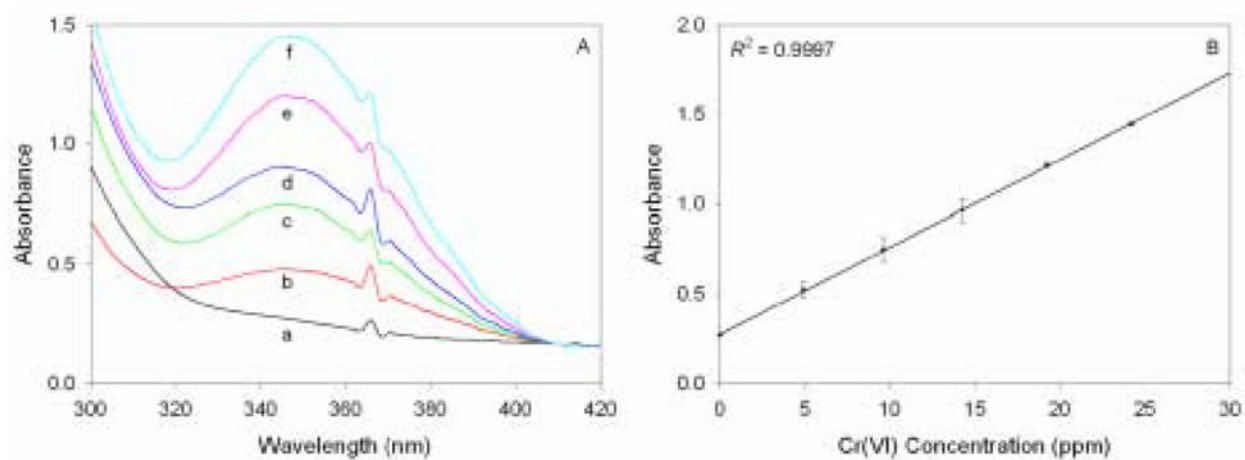 1.5
1.0
0.5
0.0
Absorbance
A
f
e
d
c
b
a
300 320 340 360 380 400 420
Wavelength (nm)
2.0
1.5
1.0
0.5
0.0
Absorbance
R² = 0.9997
B
0 5 10 15 20 25 30
Cr(VI) Concentration (ppm)